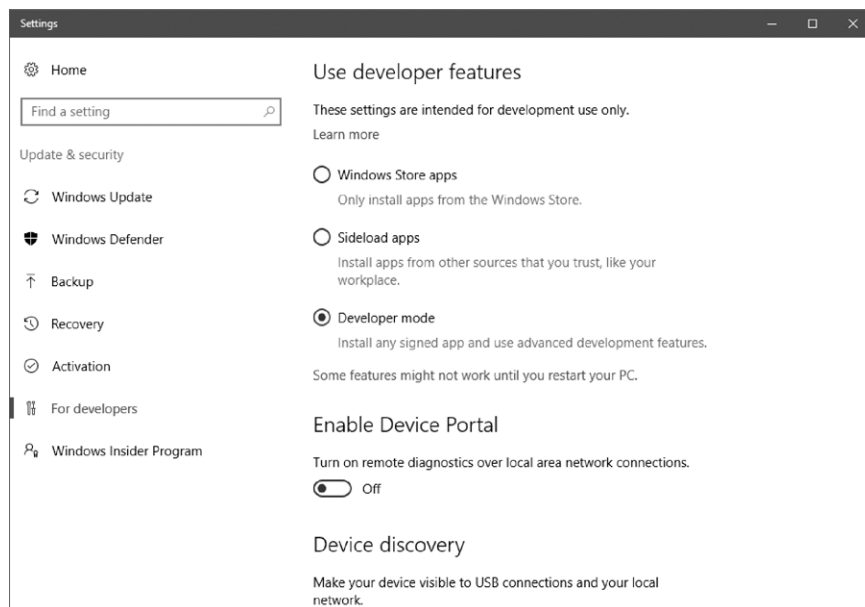 Settings
Home
Find a setting
Update & security
Windows Update
Windows Defender
Backup
Recovery
Activation
For developers
Windows Insider Program
Use developer features
These settings are intended for development use only.
Learn more
Windows Store apps
Only install apps from the Windows Store.
Sideload apps
Install apps from other sources that you trust, like your
workplace.
Developer mode
Install any signed app and use advanced development features.
Some features might not work until you restart your PC.
Enable Device Portal
Turn on remote diagnostics over local area network connections.
Off
Device discovery
Make your device visible to USB connections and your local
network.